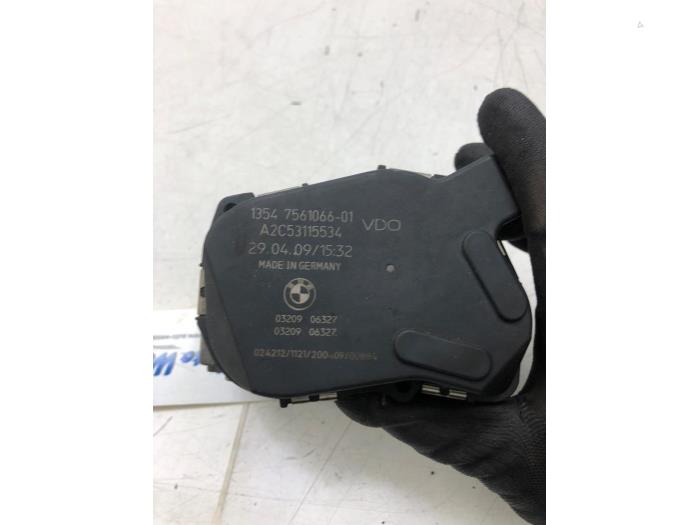 1354 7561066-01
VDO
A2C53115534
29.04.09/15:32
MADE IN GERMANY
03209 06327
03209 06327